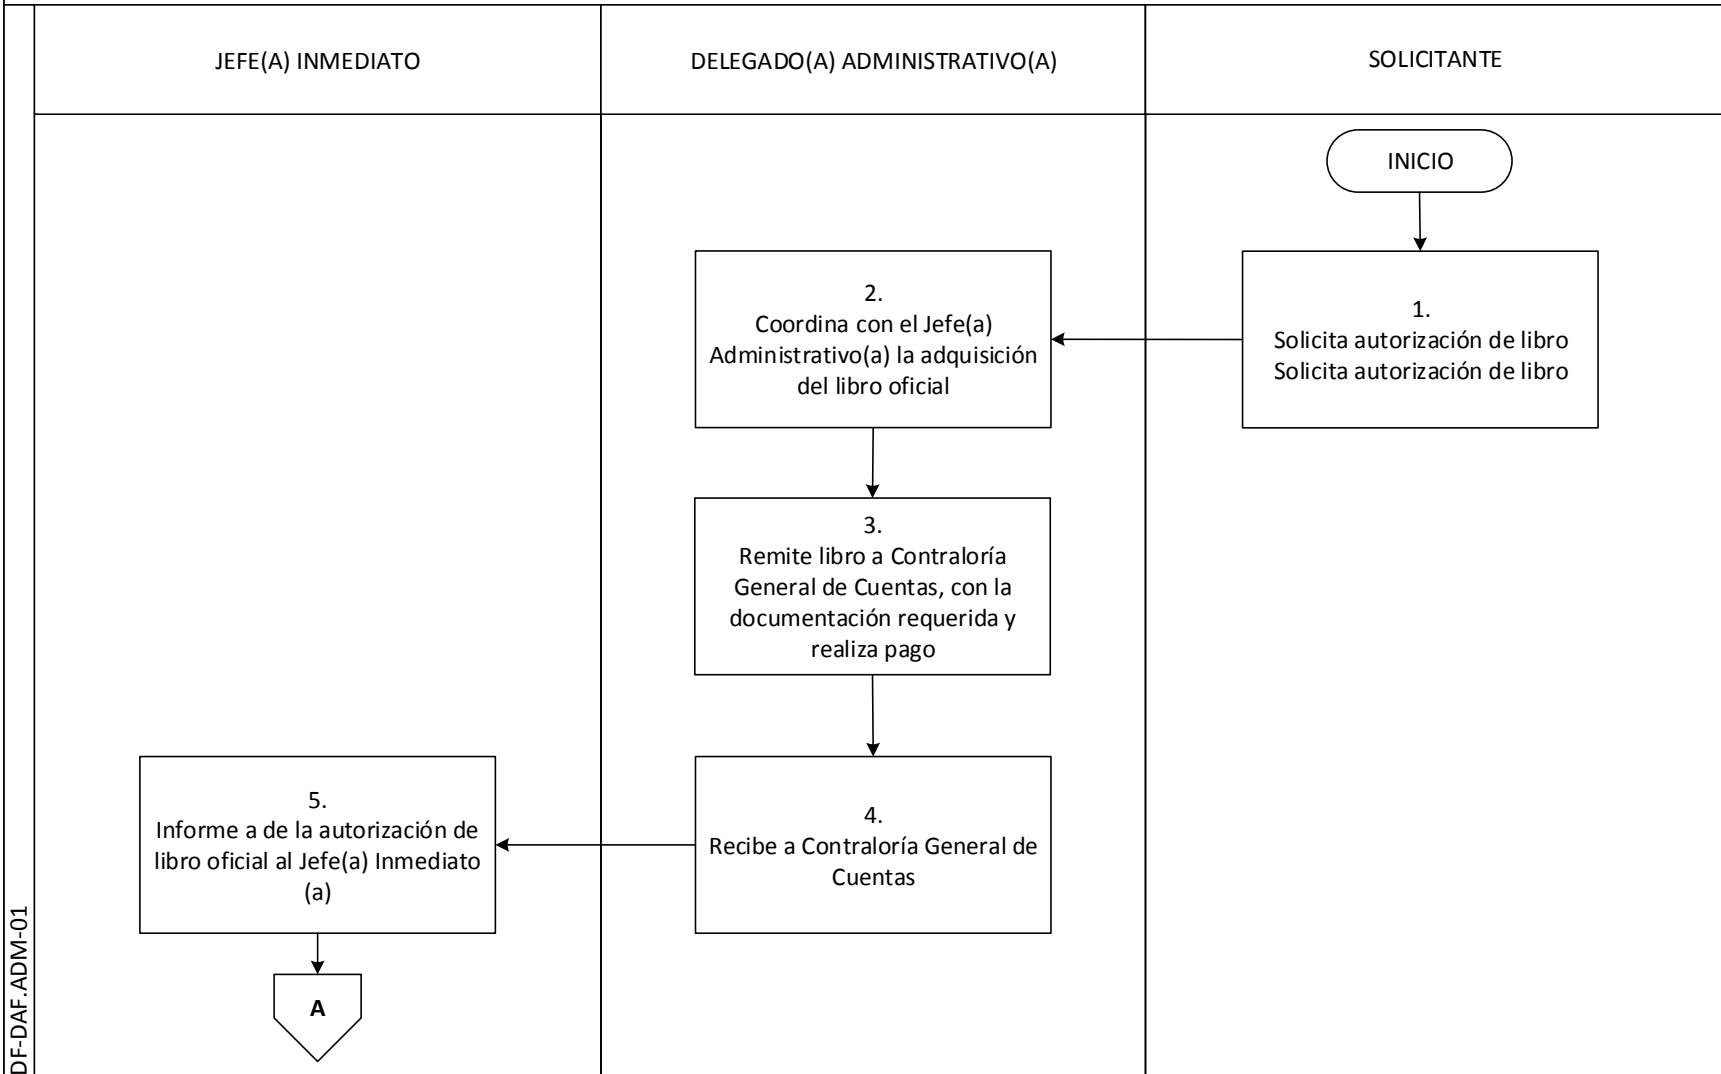 JEFE(A) INMEDIATO
DELEGADO(A) ADMINISTRATIVO(A)
SOLICITANTE
INICIO
1.
Solicita autorización de libro
Solicita autorización de libro
2.
Coordina con el Jefe(a)
Administrativo(a) la adquisición
del libro oficial
3.
Remite libro a Contraloría
General de Cuentas, con la
documentación requerida y
realiza pago
4.
Recibe a Contraloría General de
Cuentas
5.
Informe a de la autorización de
libro oficial al Jefe(a) Inmediato
(a)
A
DF-DAF.ADM-01